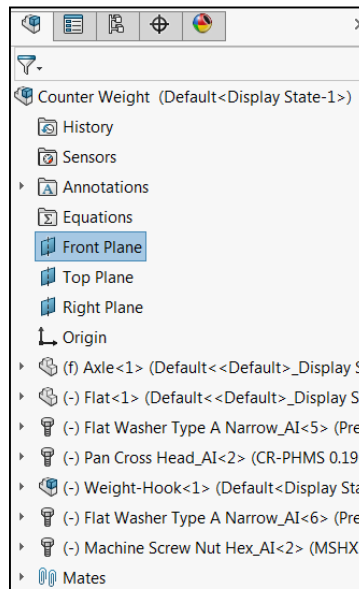 Counter Weight (Default<Display State-1>)
History
Sensors
A Annotations
Σ Equations
Front Plane
Top Plane
Right Plane
Origin
(f) Axle<1> (Default<<Default>_Display S
(-) Flat<1> (Default<<Default>_Display S
(-) Flat Washer Type A Narrow_AI<5> (Pre
(-) Pan Cross Head_AI<2> (CR-PHMS 0.19
(-) Weight-Hook<1> (Default<Display Sta
(-) Flat Washer Type A Narrow_AI<6> (Pre
(-) Machine Screw Nut Hex_AI<2> (MSHX
Mates